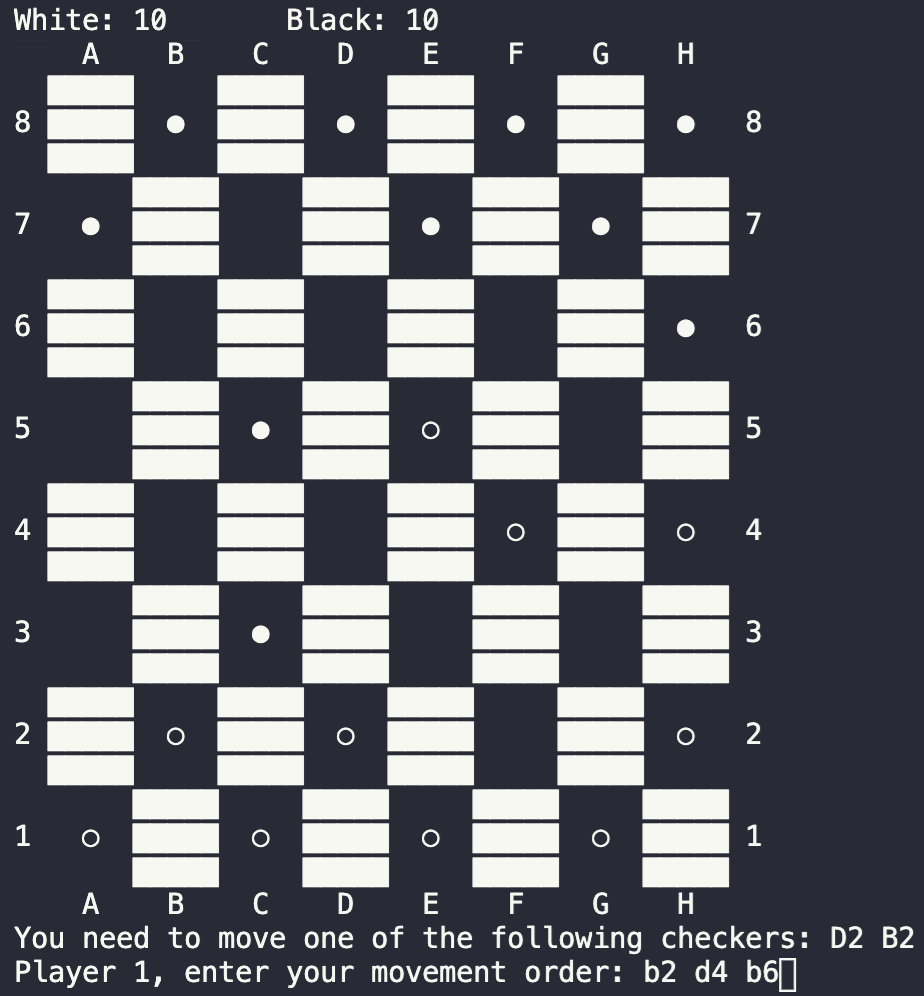 White: 10 Black: 10
A B C D E F G H
8 8
7 7
6 6
5 5
4 4
3 3
2 2
1 1
A B C D E F G H
You need to move one of the following checkers: D2 B2
Player 1, enter your movement order: b2 d4 b6